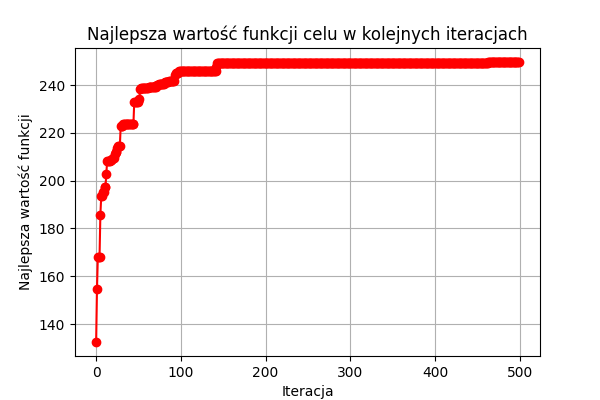 Najlepsza wartość funkcji celu w kolejnych iteracjach
Najlepsza wartość funkcji
240
220
200
180
160
140
0 100 200 300 400 500
Iteracja